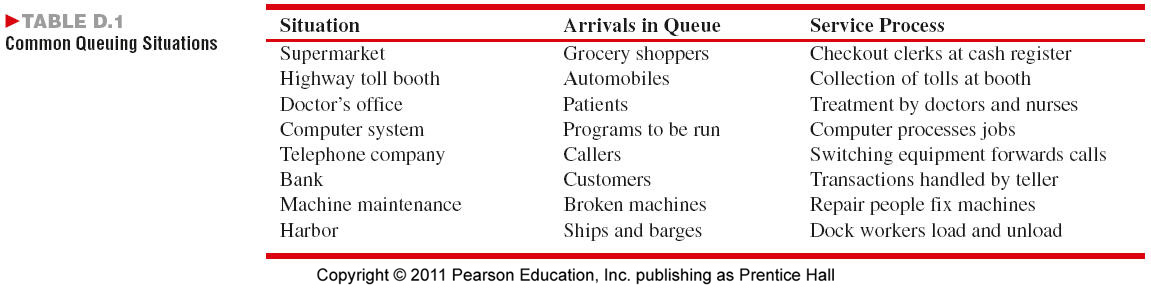 ►TABLE D.1
Common Queuing Situations
Situation Arrivals in Queue Service Process
Supermarket Grocery shoppers Checkout clerks at cash register
Highway toll booth Automobiles Collection of tolls at booth
Doctor's office Patients Treatment by doctors and nurses
Computer system Programs to be run Computer processes jobs
Telephone company Callers Switching equipment forwards calls
Bank Customers Transactions handled by teller
Machine maintenance Broken machines Repair people fix machines
Harbor Ships and barges Dock workers load and unload
Copyright © 2011 Pearson Education, Inc. publishing as Prentice Hall